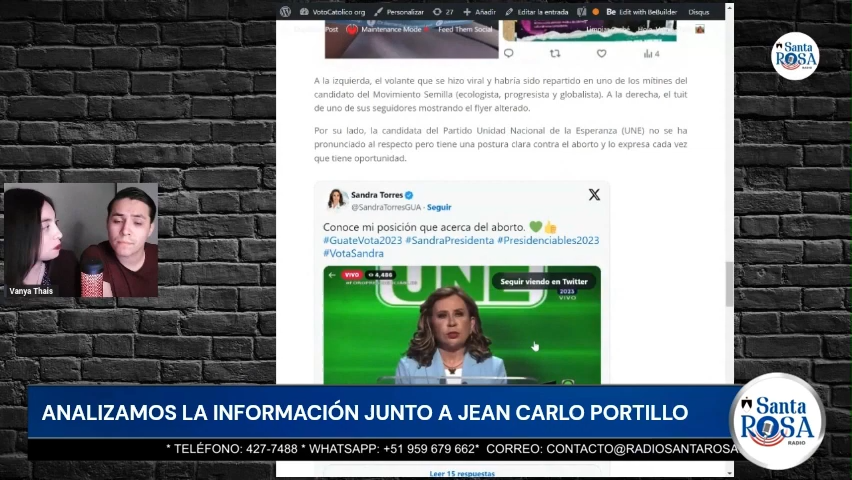 VotoCatolico.org Personalizar 27 Añadir Editar la entrada Be Edit with BeBuilder Disqus
Post Maintenance Mode Feed Them Social
4
A la izquierda, el volante que se hizo viral y habría sido repartido en uno de los mítines del
candidato del Movimiento Semilla (ecologista, progresista y globalista). A la derecha, el tuit
de uno de sus seguidores mostrando el flyer alterado.
Por su lado, la candidata del Partido Unidad Nacional de la Esperanza (UNE) no se ha
pronunciado al respecto pero tiene una postura clara contra el aborto y lo expresa cada vez
que tiene oportunidad.
Sandra Torres
@SandraTorresGUA · Seguir
Conoce mi posición que acerca del aborto.
#GuateVota2023 #SandraPresidenta #Presidenciables2023
#VotaSandra
VIVO 4,486
Seguir viendo en Twitter
UNE
2023
VIVO
Leer 15 respuestas
Vanya Thais
Santa
ROSA
RADIO
ANALIZAMOS LA INFORMACIÓN JUNTO A JEAN CARLO PORTILLO
* TELÉFONO: 427-7488 * WHATSAPP: +51 959 679 662* CORREO: CONTACTO@RADIOSANTAROSA
Santa
ROSA
RADIO